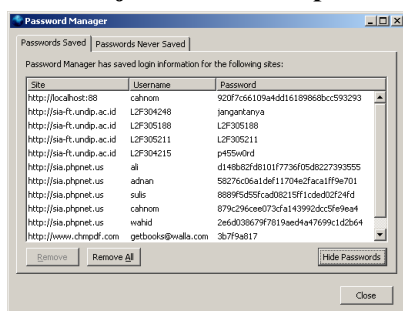 Password Manager
Passwords Saved Passwords Never Saved
Password Manager has saved login information for the following sites:
Site Username Password
http://localhost:88 cahnom 920f7c66109a4dd16189868bcc593293
http://sia-ft.undip.ac.id L2F304248 jangantanya
http://sia-ft.undip.ac.id L2F305188 L2F305188
http://sia-ft.undip.ac.id L2F305211 L2F305211
http://sia-ft.undip.ac.id L2F304215 p455w0rd
http://sia.phpnet.us ali d148b82fd8101f7736f05d8227393555
http://sia.phpnet.us adnan 58276c06a1def11704e2faca1ff9e701
http://sia.phpnet.us sulis 8889f5d55fcad08215ff1cded02f24fd
http://sia.phpnet.us cahnom 879c296cee073cfa143992dcc5fe9ea4
http://sia.phpnet.us wahid 2e6d038679f7819aed4a47699c1d2b64
http://www.chmpdf.com getbooks@walla.com 3b7f9a817
Remove Remove All Hide Passwords
Close